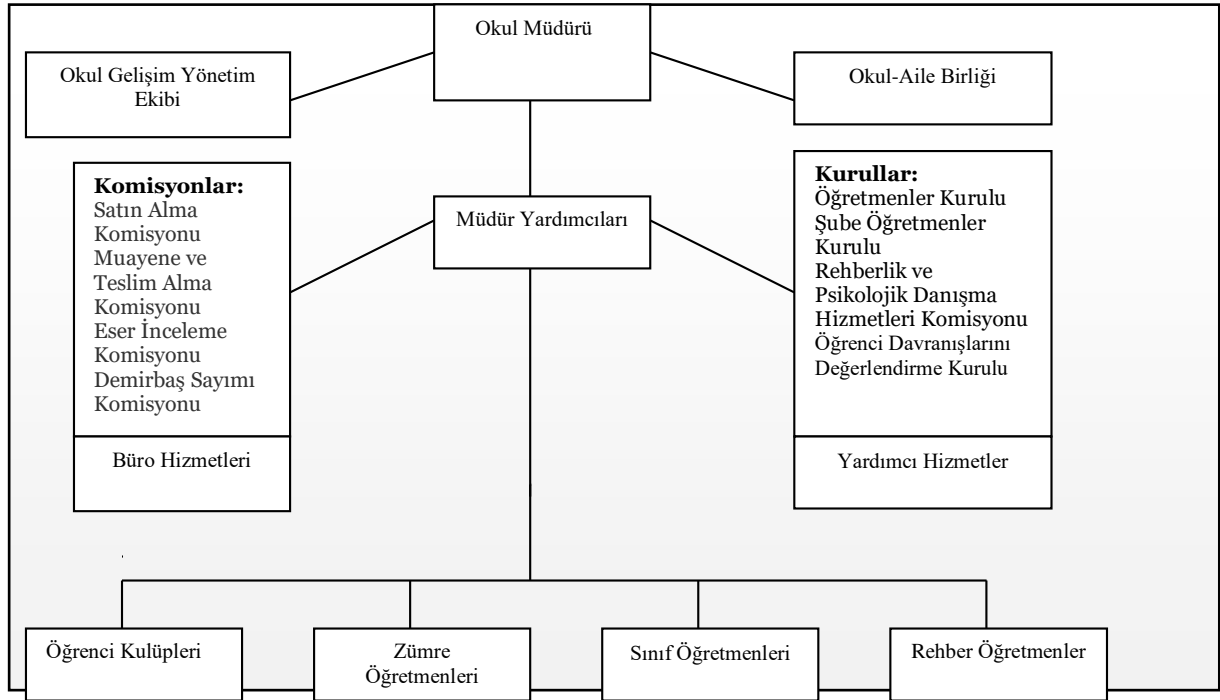 Okul Müdürü
Okul Gelişim Yönetim
Ekibi
Okul-Aile Birliği
Komisyonlar:
Satın Alma
Komisyonu
Muayene ve
Teslim Alma
Komisyonu
Eser İnceleme
Komisyonu
Demirbaş Sayımı
Komisyonu
Müdür Yardımcıları
Kurullar:
Öğretmenler Kurulu
Şube Öğretmenler
Kurulu
Rehberlik ve
Psikolojik Danışma
Hizmetleri Komisyonu
Öğrenci Davranışlarını
Değerlendirme Kurulu
Büro Hizmetleri
Yardımcı Hizmetler
Öğrenci Kulüpleri
Zümre
Öğretmenleri
Sınıf Öğretmenleri
Rehber Öğretmenler